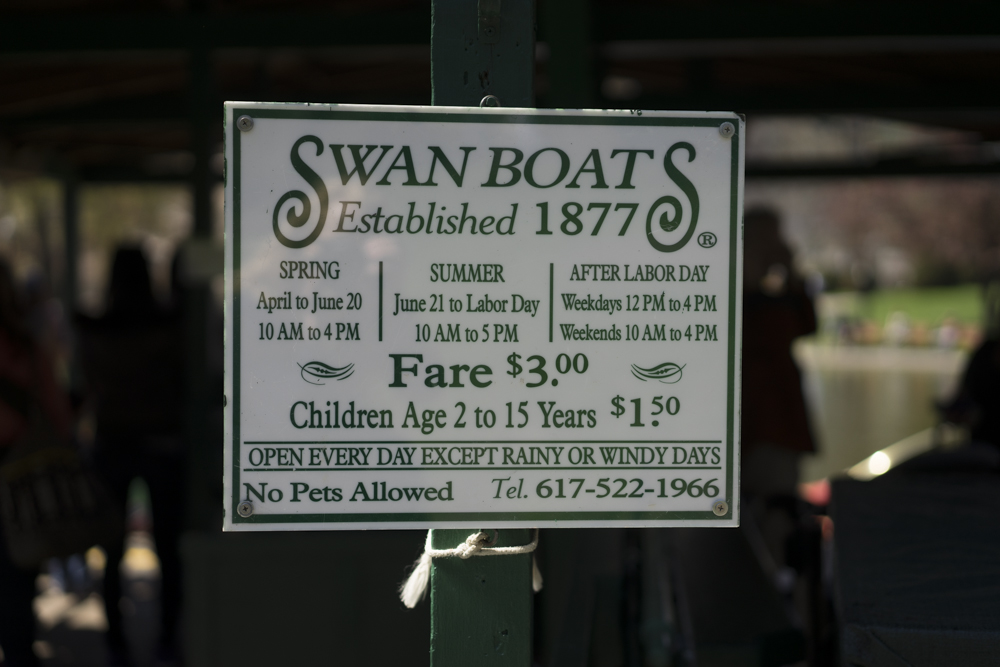 SWAN BOATS
Established 1877 ®
SPRING
April to June 20
10 AM to 4 PM
SUMMER
June 21 to Labor Day
10 AM to 5 PM
AFTER LABOR DAY
Weekdays 12 PM to 4 PM
Weekends 10 AM to 4 PM
Fare $3.00
Children Age 2 to 15 Years $1.50
OPEN EVERY DAY EXCEPT RAINY OR WINDY DAYS
No Pets Allowed Tel. 617-522-1966